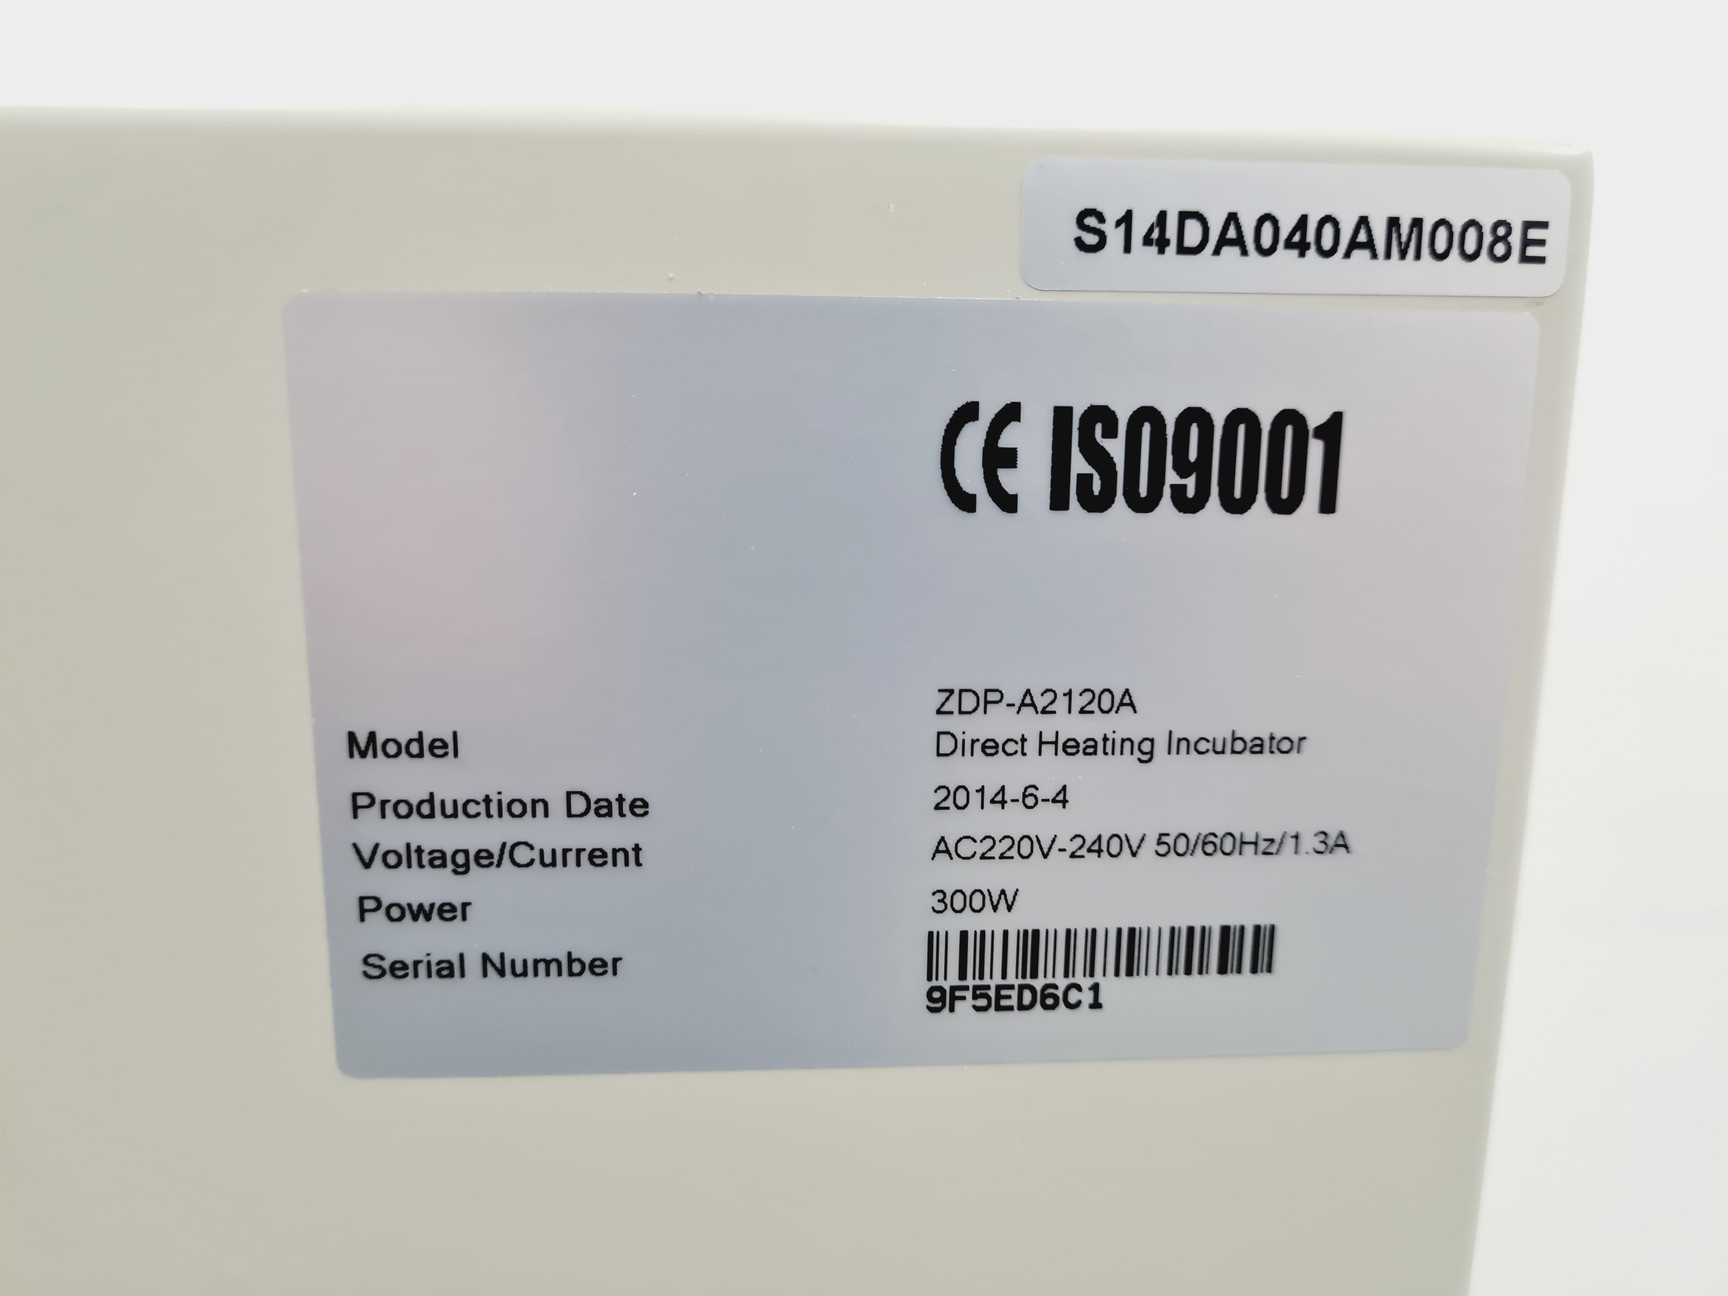 S14DA040AM008E
CE ISO9001
ZDP-A2120A
Model Direct Heating Incubator
Production Date 2014-6-4
Voltage/Current AC220V-240V 50/60Hz/1.3A
Power 300W
Serial Number
9F5ED6C1